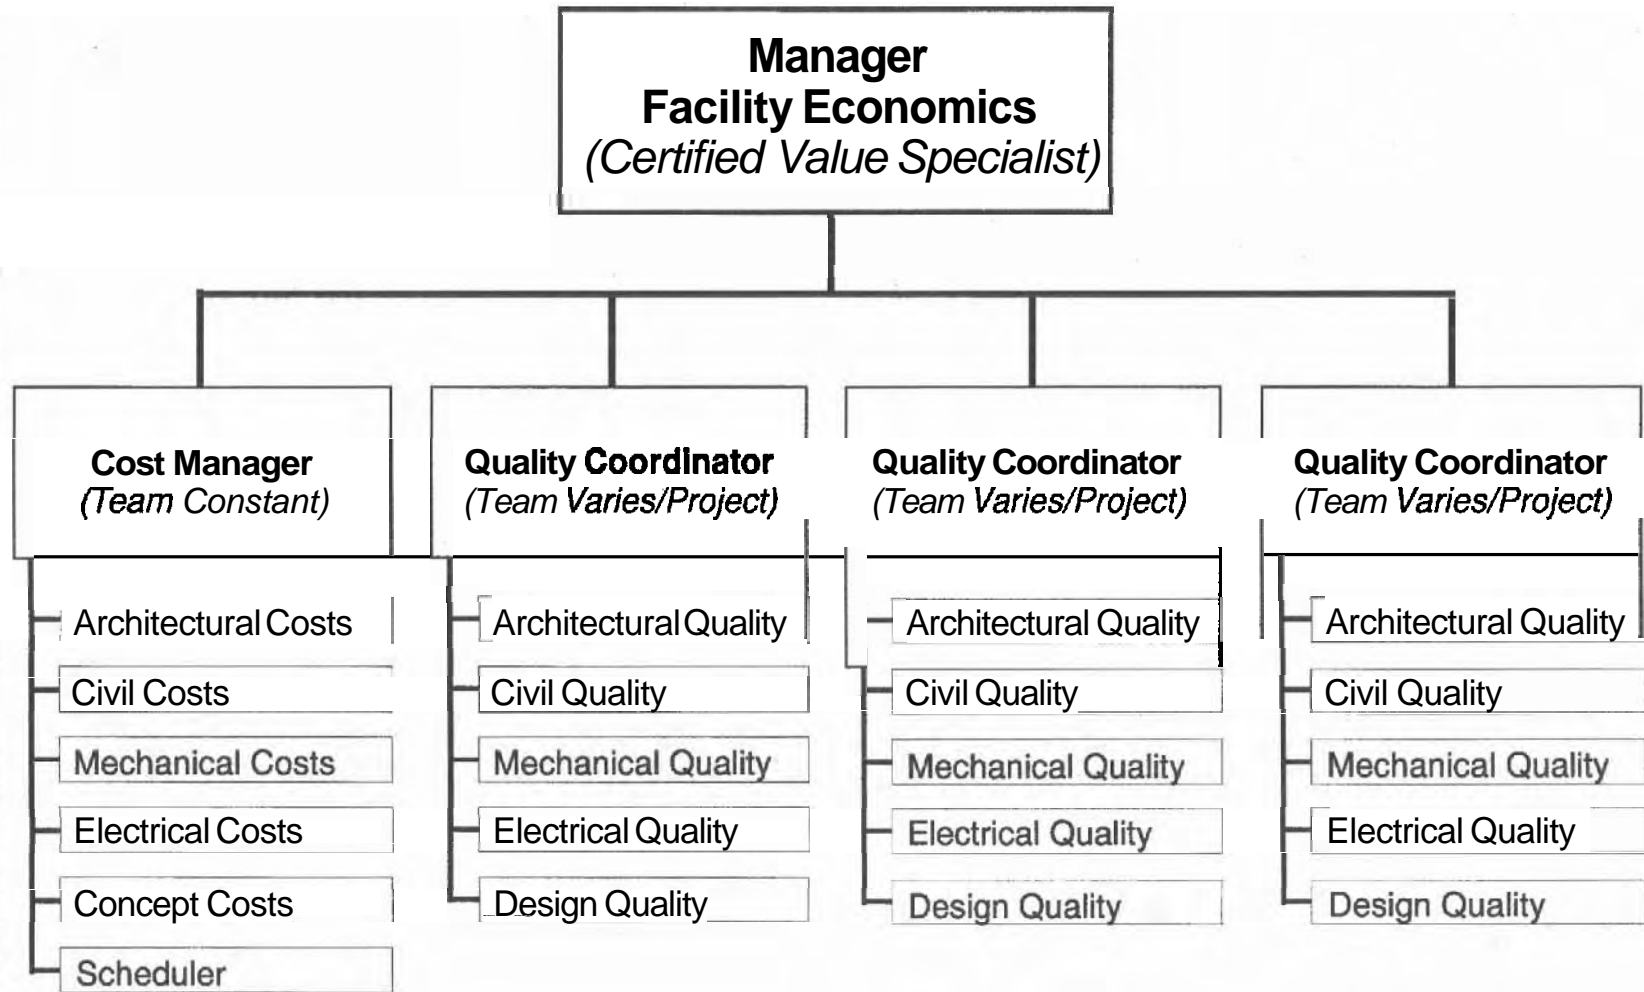 Manager
Facility Economics
(Certified Value Specialist)
Cost Manager
(Team Constant)
Quality Coordinator
(Team Varies/Project)
Quality Coordinator
(Team Varies/Project)
Quality Coordinator
(Team Varies/Project)
Architectural Costs
Civil Costs
Mechanical Costs
Electrical Costs
Concept Costs
Scheduler
Architectural Quality
Civil Quality
Mechanical Quality
Electrical Quality
Design Quality
Architectural Quality
Civil Quality
Mechanical Quality
Electrical Quality
Design Quality
Architectural Quality
Civil Quality
Mechanical Quality
Electrical Quality
Design Quality